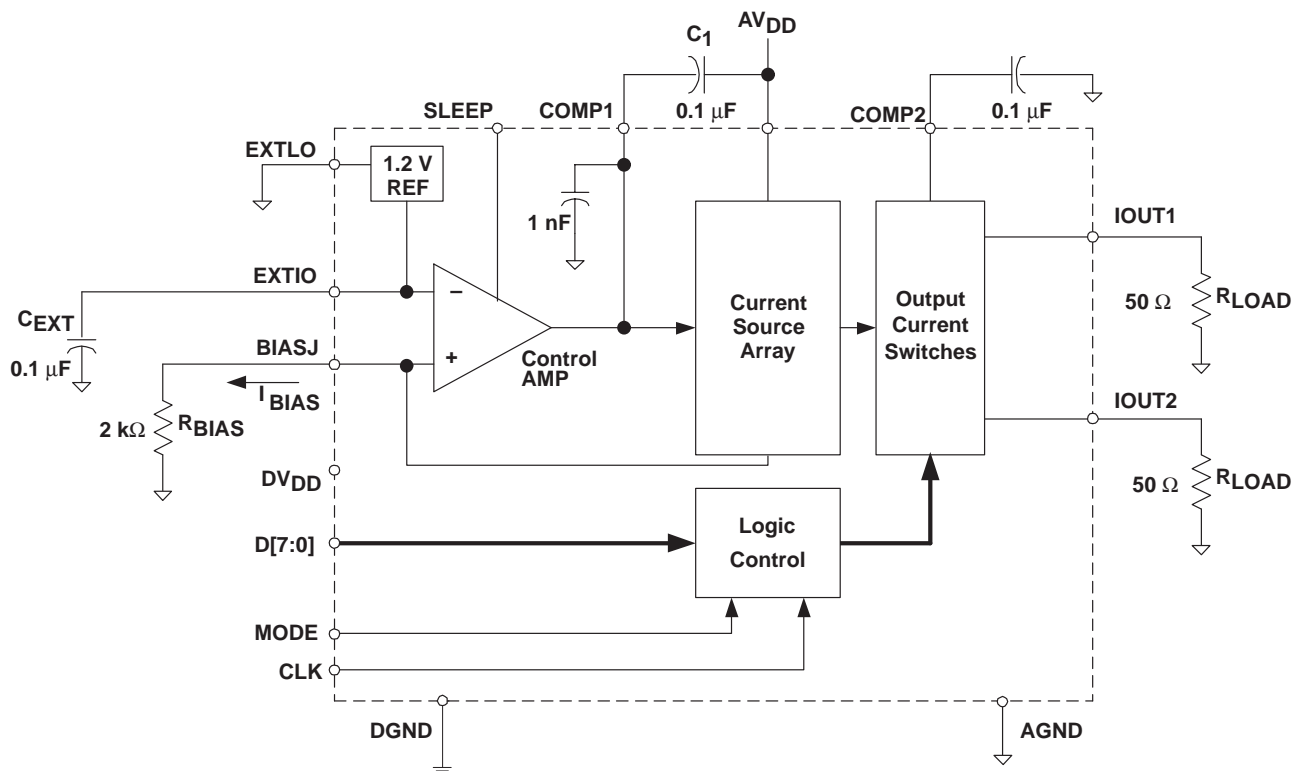 AVDD
C1
0.1 μF
0.1 μF
SLEEP
COMP1
COMP2
EXTLO
1.2 V
REF
1 nF
IOUT1
EXTIO
−
50 Ω
RLOAD
CEXT
0.1 μF
Current
Source
Array
Output
Current
Switches
BIASJ
+
Control
AMP
IBIAS
2 kΩ
RBIAS
IOUT2
50 Ω
RLOAD
DVDD
D[7:0]
Logic
Control
MODE
CLK
DGND
AGND